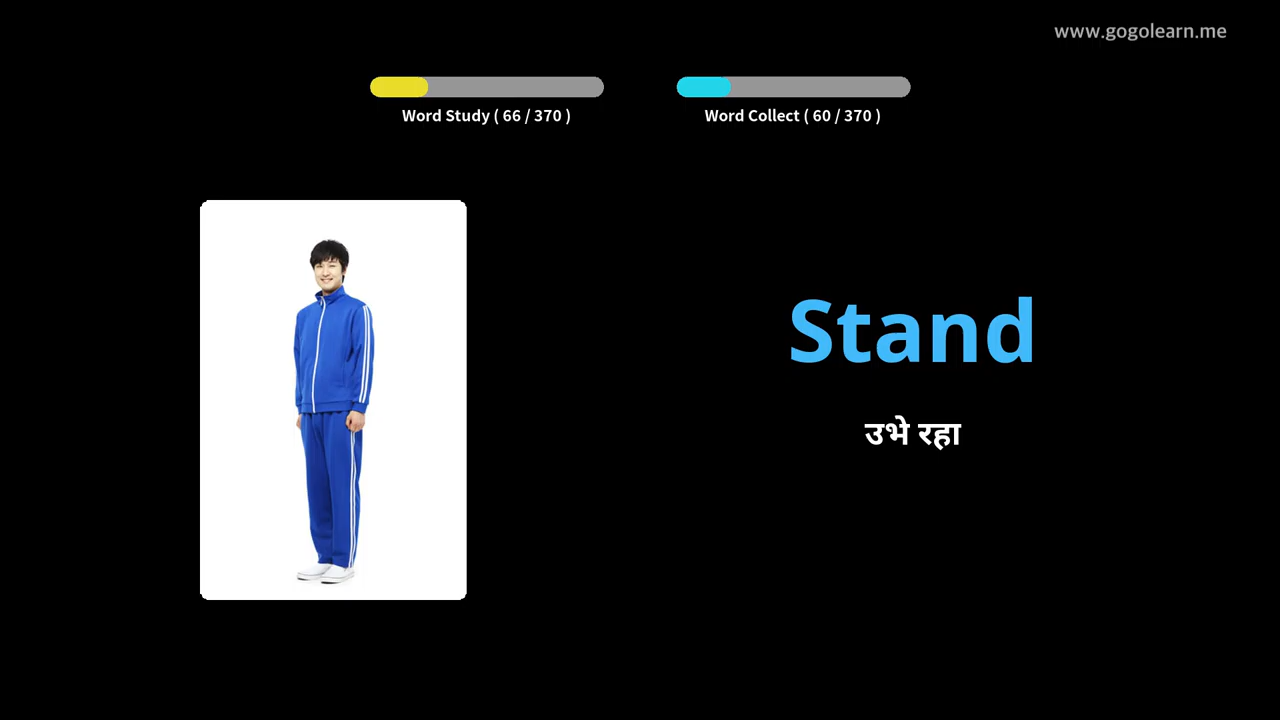 www.gogolearn.me
Word Study ( 66 / 370 )
Word Collect ( 60 / 370 )
Stand
उभे रहा